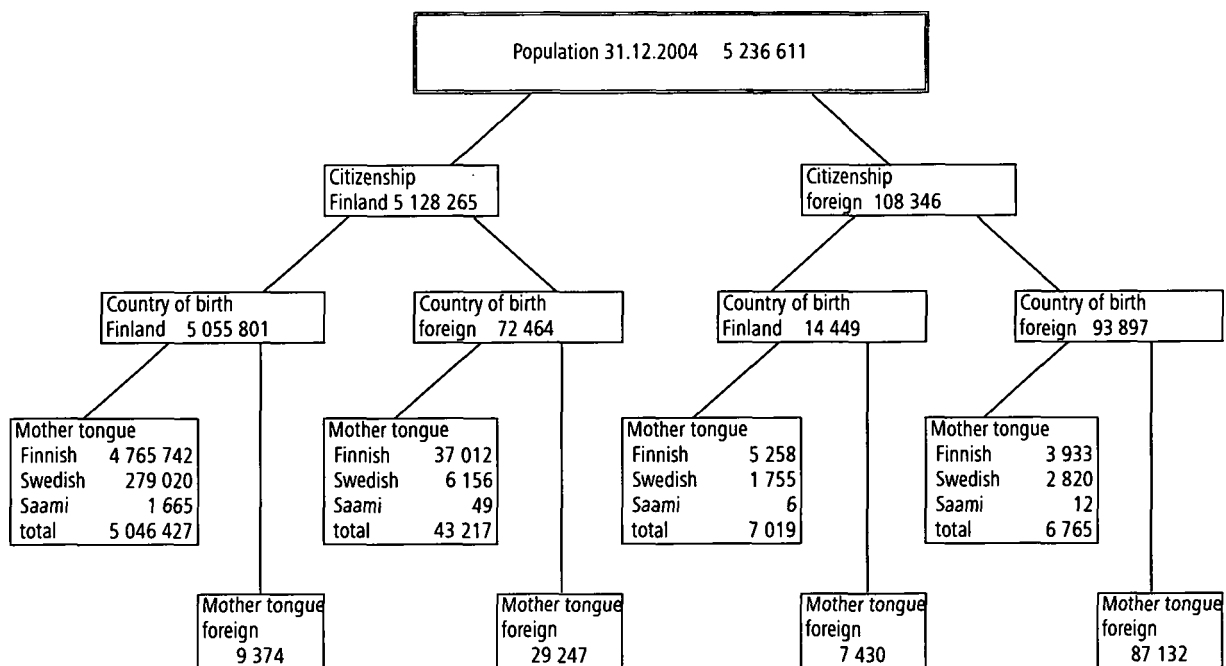 Population 31.12.2004 5 236 611
Citizenship
Finland 5 128 265
Citizenship
foreign 108 346
Country of birth
Finland 5 055 801
Country of birth
foreign 72 464
Country of birth
Finland 14 449
Country of birth
foreign 93 897
Mother tongue
Finnish 4 765 742
Swedish 279 020
Saami 1 665
total 5 046 427
Mother tongue
Finnish 37 012
Swedish 6 156
Saami 49
total 43 217
Mother tongue
Finnish 5 258
Swedish 1 755
Saami 6
total 7 019
Mother tongue
Finnish 3 933
Swedish 2 820
Saami 12
total 6 765
Mother tongue
foreign
9 374
Mother tongue
foreign
29 247
Mother tongue
foreign
7 430
Mother tongue
foreign
87 132